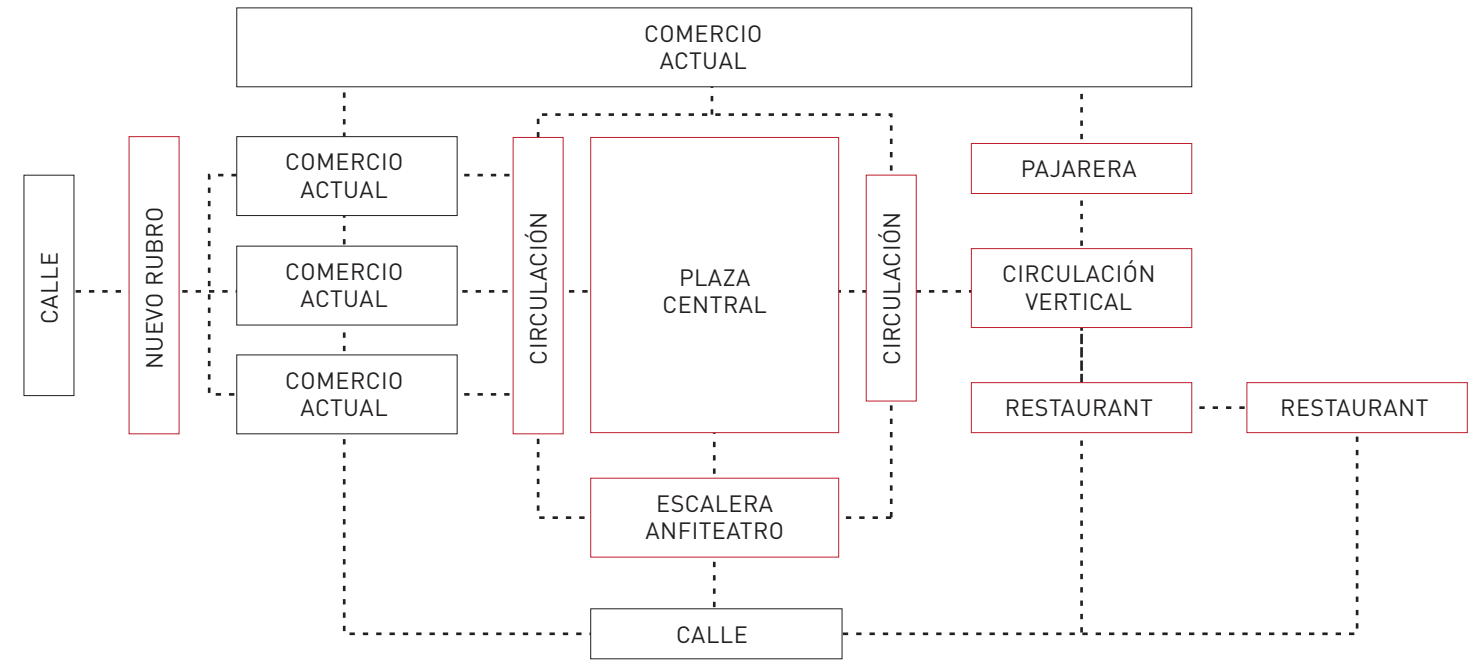 COMERCIO
ACTUAL
CALLE
NUEVO RUBRO
COMERCIO
ACTUAL
COMERCIO
ACTUAL
COMERCIO
ACTUAL
CIRCULACIÓN
PLAZA
CENTRAL
CIRCULACIÓN
PAJARERA
CIRCULACIÓN
VERTICAL
RESTAURANT
RESTAURANT
ESCALERA
ANFITEATRO
CALLE